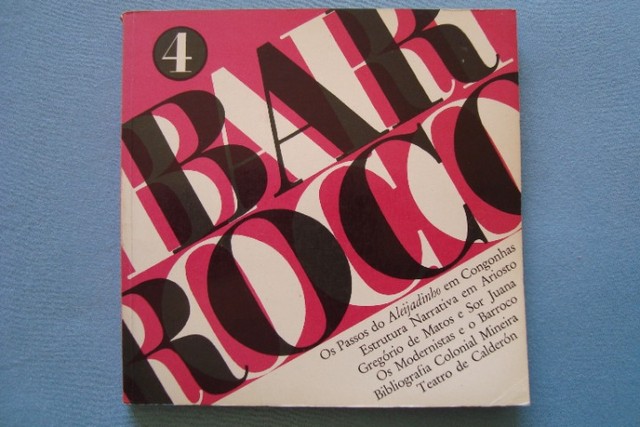 4
BAR
ROCO
Os Passos do Aleijadinho em Congonhas
Estrutura Narrativa em Ariosto
Gregório de Matos e Sor Juana
Os Modernistas e o Barroco
Bibliografia Colonial Mineira
Teatro de Calderón